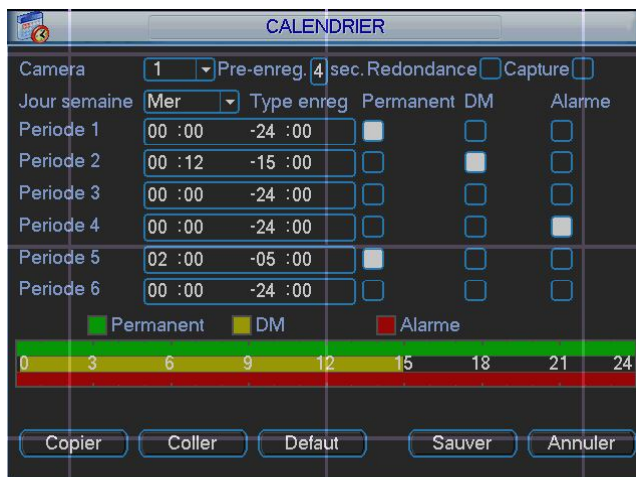 CALENDRIER
Camera 1 Pre-enreg. 4 sec. Redondance Capture
Jour semaine Mer Type enreg Permanent DM Alarme
Periode 1 00 :00 -24 :00
Periode 2 00 :12 -15 :00
Periode 3 00 :00 -24 :00
Periode 4 00 :00 -24 :00
Periode 5 02 :00 -05 :00
Periode 6 00 :00 -24 :00
Permanent DM Alarme
0 3 6 9 12 15 18 21 24
Copier Coller Defaut Sauver Annuler